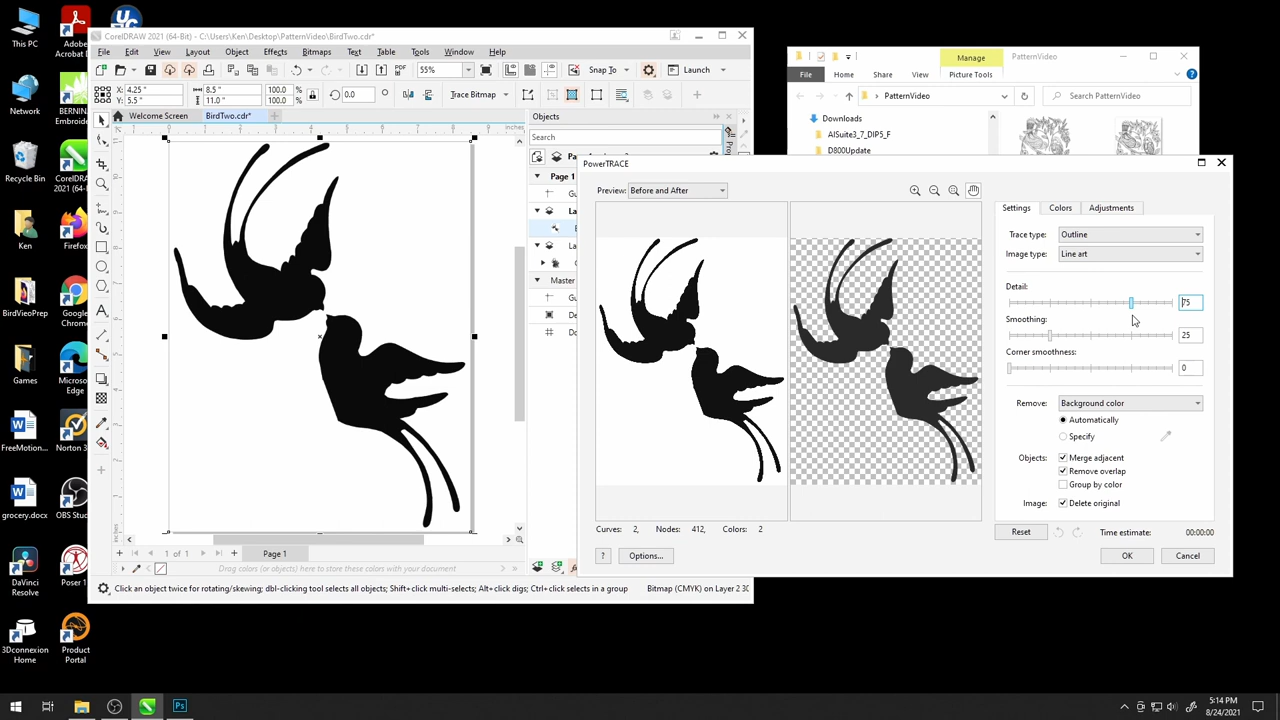 This PC
Adobe
Acrobat D...
Network
BERNINA
Embroide...
Recycle Bin
CorelDRAW
2021 (64-Bit)
Ken
Firefox
BirdVieoPrep
Google
Chrome
Games
Microsoft
Edge
FreeMotion...
Norton 3...
grocery.docx
OBS Studio
DaVinci
Resolve
Poser 1...
3Dconnexion
Home
Product
Portal
CorelDRAW 2021 (64-Bit) - C:\Users\Ken\Desktop\PatternVideo\BirdTwo.cdr*
File Edit View Layout Object Effects Bitmaps Text Table Tools Window Help
PDF 55% Snap To Launch
X: 4.25 " 8.5 " 100.0 % 0.0 ° Trace Bitmap
Y: 5.5 " 11.0 " 100.0 %
Welcome Screen BirdTwo.cdr*
inches
Objects
Search
Page 1
Master
1 of 1 Page 1
Drag colors (or objects) here to store these colors with your document
Click an object twice for rotating/skewing; dbl-clicking tool selects all objects; Shift+click multi-selects; Alt+click digs; Ctrl+click selects in a group
Bitmap (CMYK) on Layer 2 30
Manage PatternVideo
File Home Share View Picture Tools
PatternVideo Search PatternVideo
Downloads
AISuite3_7_DIP5_F
D800Update
PowerTRACE
Preview: Before and After
Settings Colors Adjustments
Trace type: Outline
Image type: Line art
Detail:
75
Smoothing:
25
Corner smoothness:
0
Remove: Background color
Automatically
Specify
Objects: Merge adjacent
Remove overlap
Group by color
Image: Delete original
Curves: 2, Nodes: 412, Colors: 2
Reset Time estimate: 00:00:00
? Options... OK Cancel
5:14 PM
8/24/2021